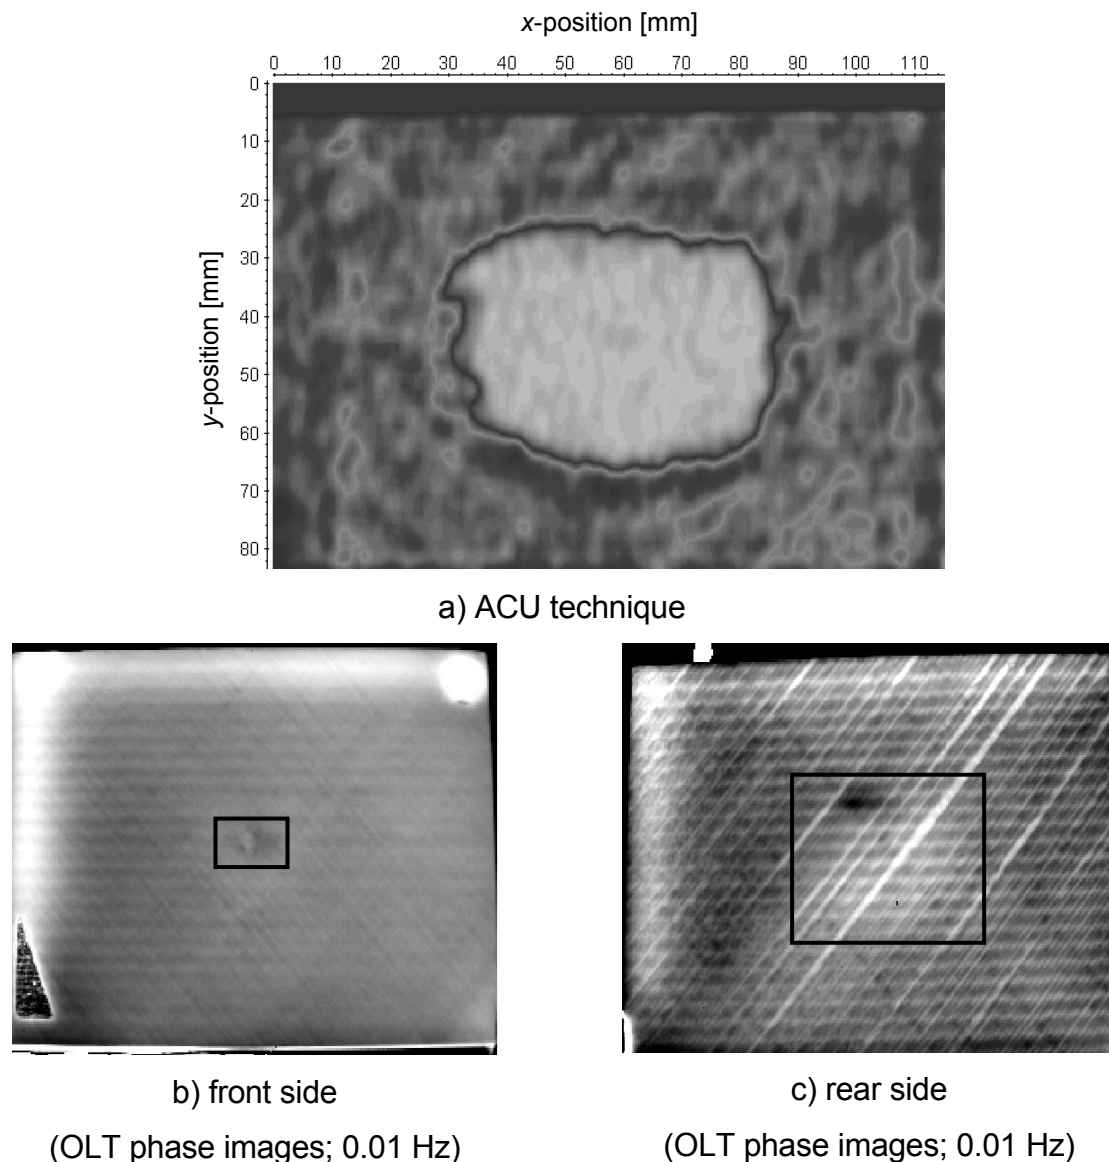 x-position [mm]
0 10 20 30 40 50 60 70 80 90 100 110
y-position [mm]
0
10
20
30
40
50
60
70
80
a) ACU technique
b) front side
(OLT phase images; 0.01 Hz)
c) rear side
(OLT phase images; 0.01 Hz)